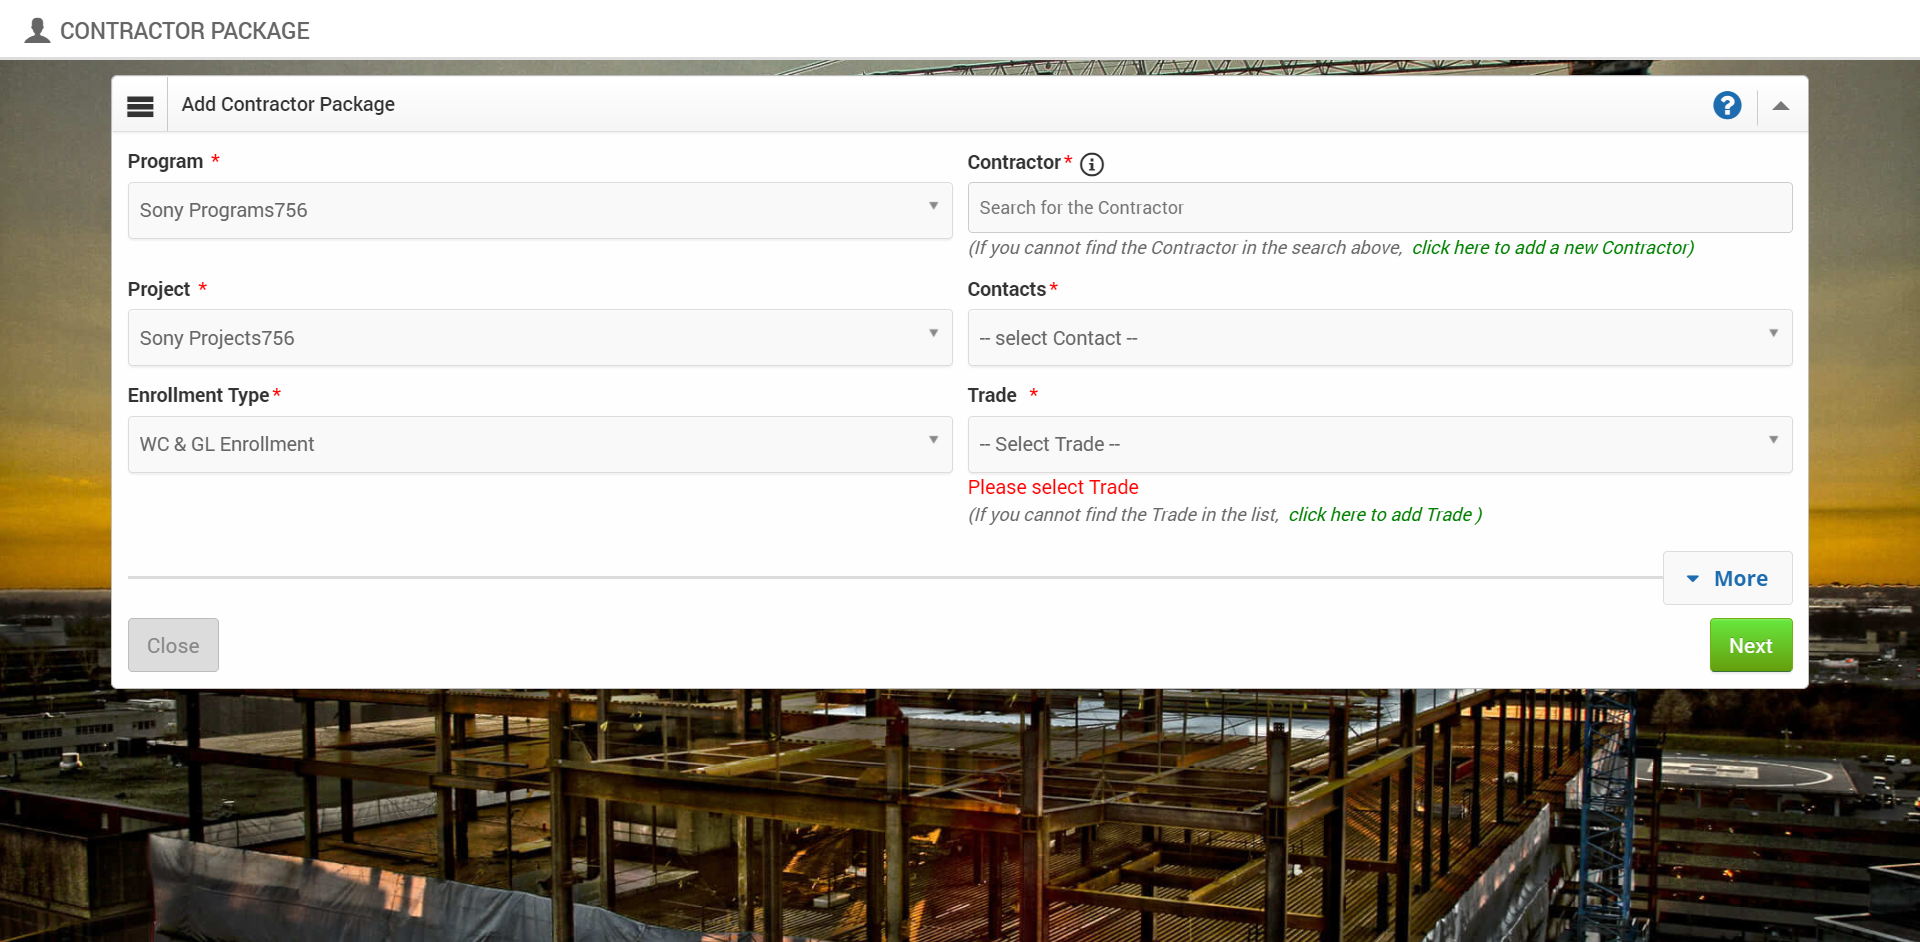 CONTRACTOR PACKAGE
Add Contractor Package
Program *
Sony Programs756
Contractor *
Search for the Contractor
(If you cannot find the Contractor in the search above, click here to add a new Contractor)
Project *
Sony Projects756
Contacts *
-- select Contact --
Enrollment Type *
WC & GL Enrollment
Trade *
-- Select Trade --
Please select Trade
(If you cannot find the Trade in the list, click here to add Trade )
More
Close
Next